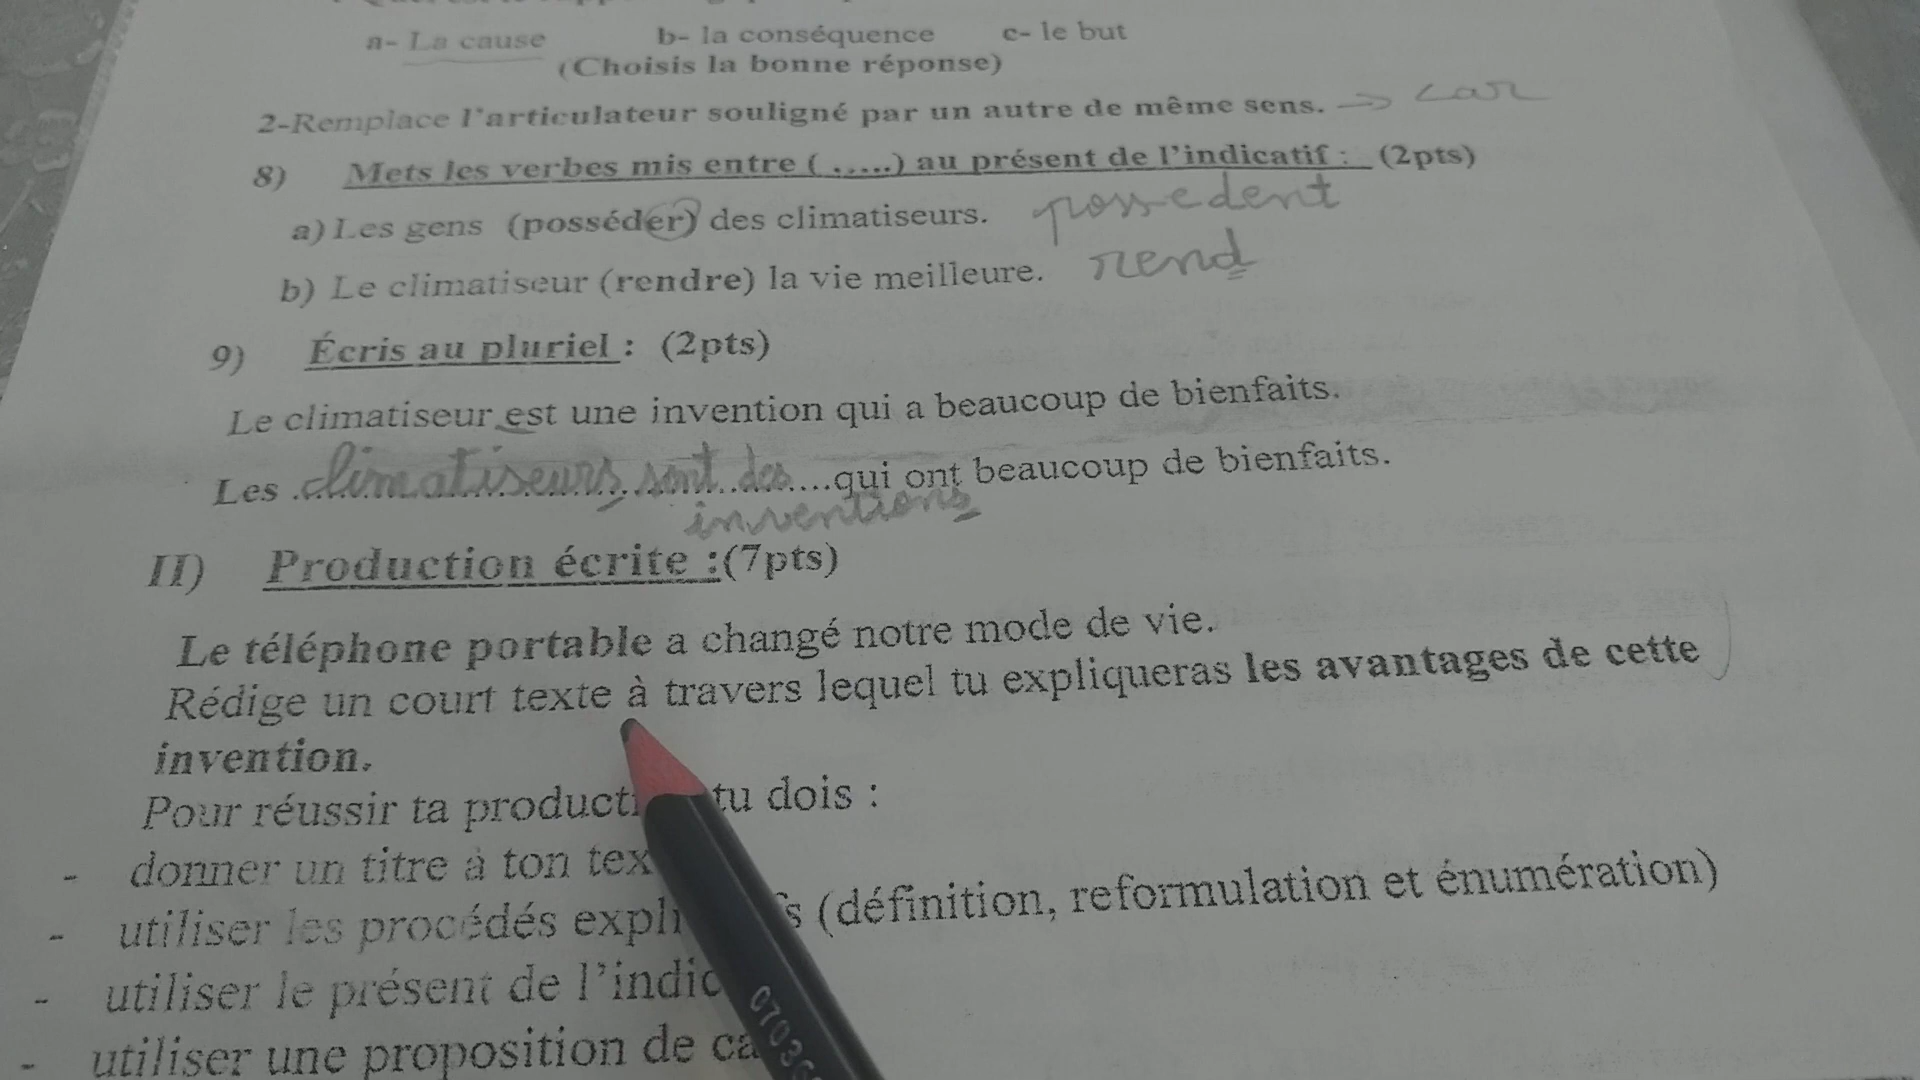 a- La cause b- la conséquence c- le but
(Choisis la bonne réponse)
2-Remplace l'articulateur souligné par un autre de même sens. → car
8) Mets les verbes mis entre ( .....) au présent de l'indicatif : (2pts)
a) Les gens (posséder) des climatiseurs. possedent
b) Le climatiseur (rendre) la vie meilleure. rend
9) Écris au pluriel : (2pts)
Le climatiseur est une invention qui a beaucoup de bienfaits.
Les climatiseurs sont des ...qui ont beaucoup de bienfaits.
inventions
II) Production écrite :(7pts)
Le téléphone portable a changé notre mode de vie.
Rédige un court texte à travers lequel tu expliqueras les avantages de cette
invention.
Pour réussir ta producti tu dois :
- donner un titre à ton tex
- utiliser les procédés expli fs (définition, reformulation et énumération)
- utiliser le présent de l'indic
- utiliser une proposition de ca
0703